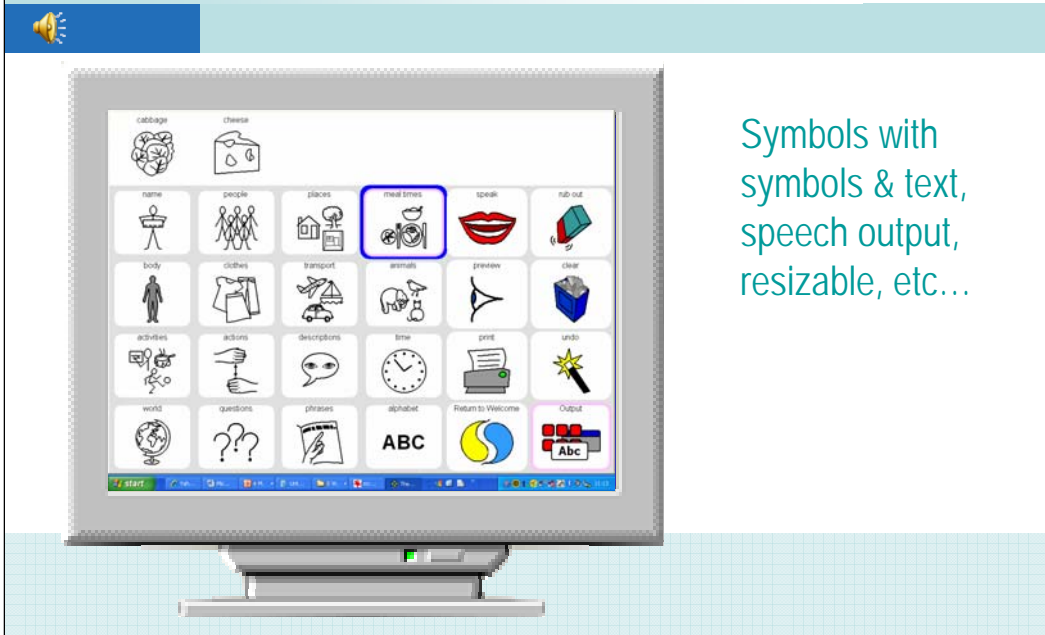 cabbage cheese
name people places meal times speak rub out
body clothes transport animals preview clear
activities actions descriptions time print undo
world questions phrases alphabet Return to Welcome Output
??? ABC Abc
start
Symbols with
symbols & text,
speech output,
resizable, etc…